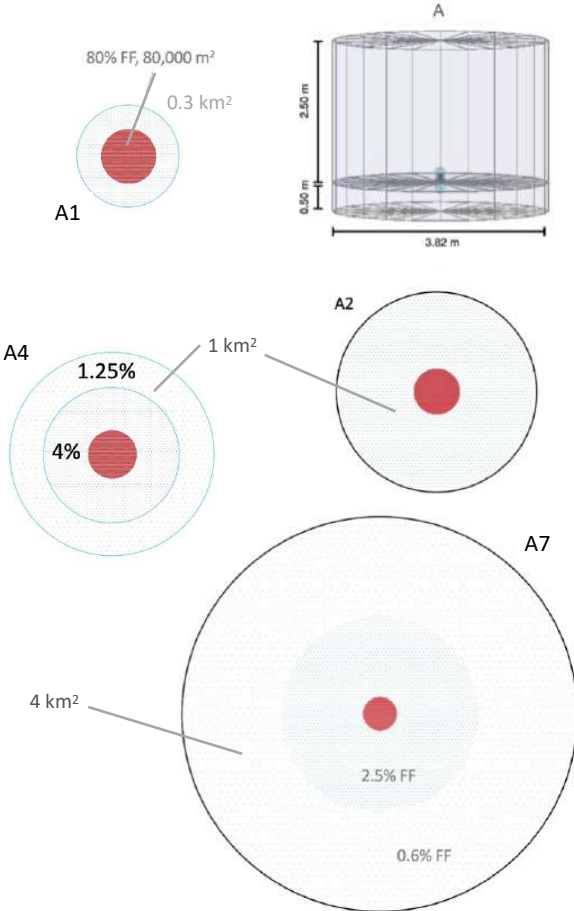 A
80% FF, 80,000 m²
0.3 km²
2.50 m
0.50 m
A1
3.82 m
A2
A4
1 km²
1.25%
4%
A7
4 km²
2.5% FF
0.6% FF